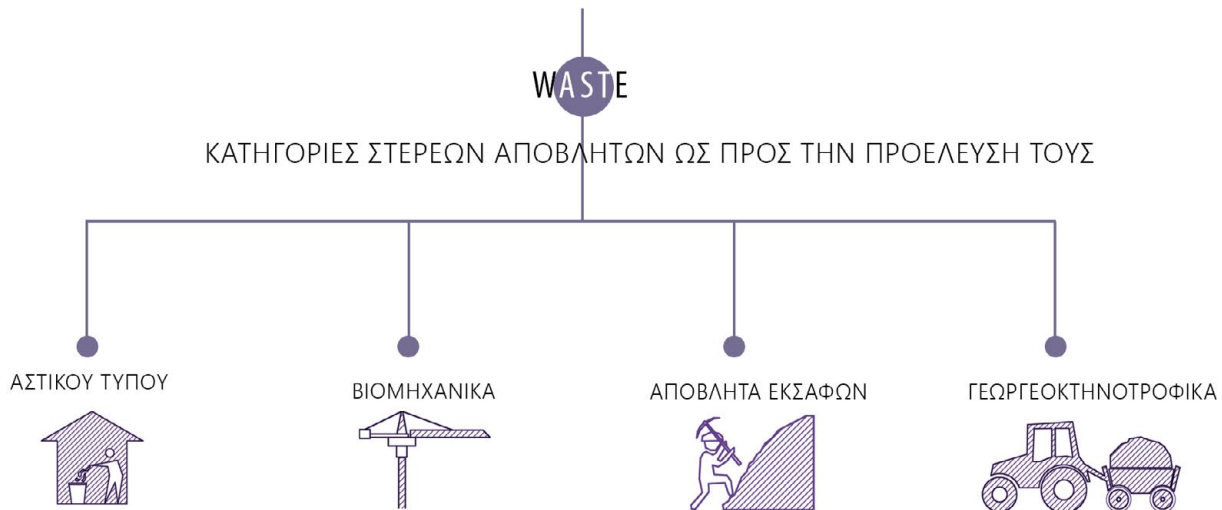 WASTE
ΚΑΤΗΓΟΡΙΕΣ ΣΤΕΡΕΩΝ ΑΠΟΒΛΗΤΩΝ ΩΣ ΠΡΟΣ ΤΗΝ ΠΡΟΕΛΕΥΣΗ ΤΟΥΣ
ΑΣΤΙΚΟΥ ΤΥΠΟΥ
ΒΙΟΜΗΧΑΝΙΚΑ
ΑΠΟΒΛΗΤΑ ΕΚΣΑΦΩΝ
ΓΕΩΡΓΕΟΚΤΗΝΟΤΡΟΦΙΚΑ